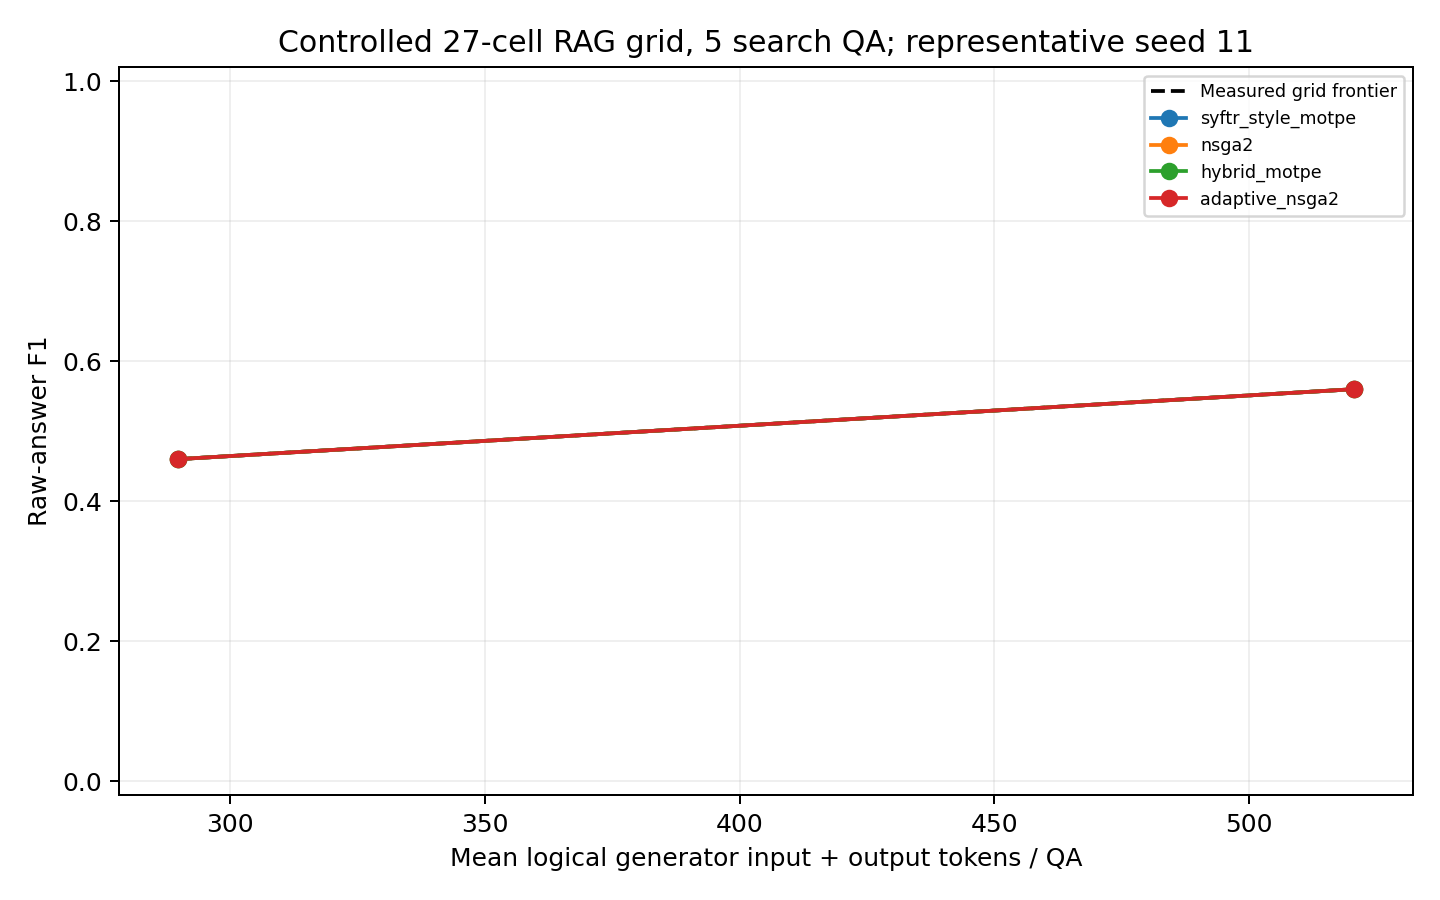 Controlled 27-cell RAG grid, 5 search QA; representative seed 11
Measured grid frontier
syftr_style_motpe
nsga2
hybrid_motpe
adaptive_nsga2
Raw-answer F1
1.0
0.8
0.6
0.4
0.2
0.0
300 350 400 450 500
Mean logical generator input + output tokens / QA